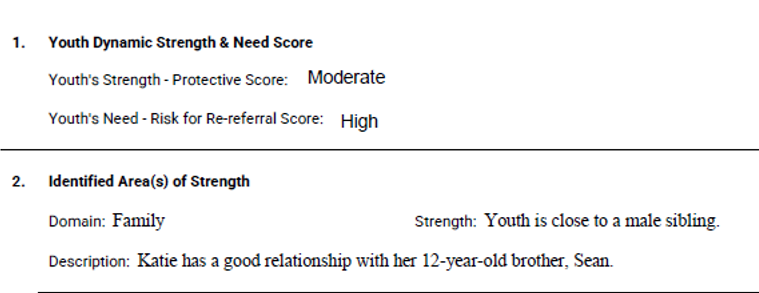 1. Youth Dynamic Strength & Need Score
Youth's Strength - Protective Score: Moderate
Youth's Need - Risk for Re-referral Score: High
2. Identified Area(s) of Strength
Domain: Family Strength: Youth is close to a male sibling.
Description: Katie has a good relationship with her 12-year-old brother, Sean.